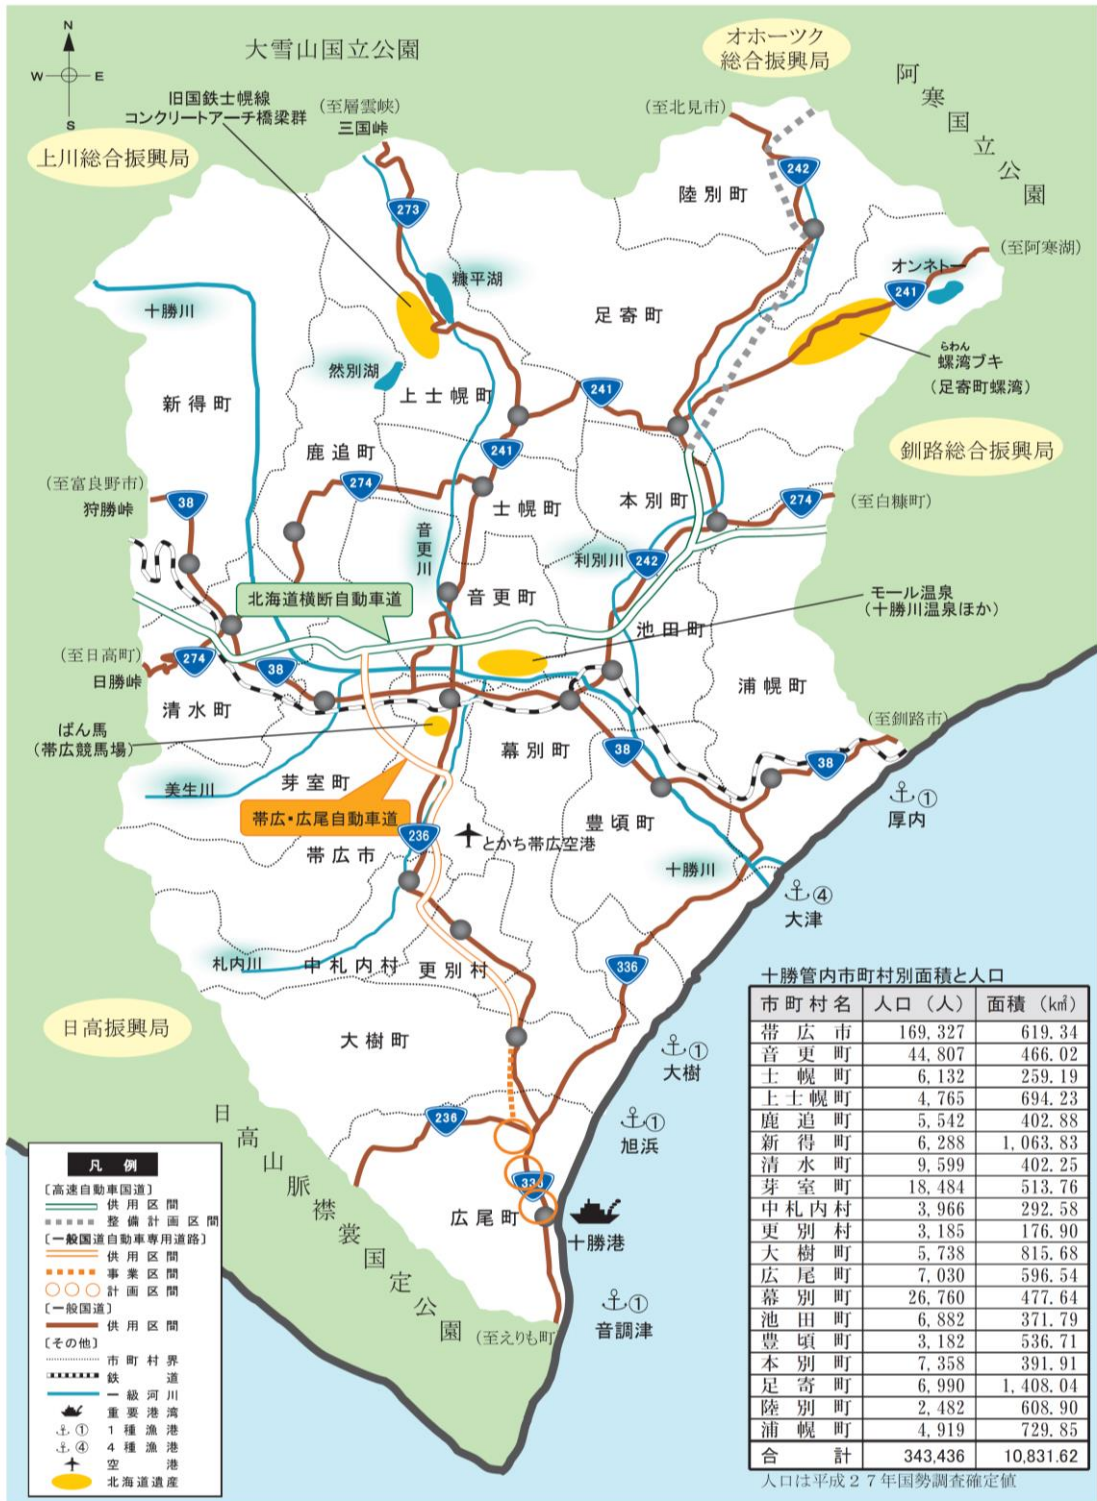 N
W E
S
大雪山国立公園
オホーツク
総合振興局
阿寒国立公園
旧国鉄士幌線
コンクリートアーチ橋梁群
(至層雲峡)
三国峠
(至北見市)
上川総合振興局
242
陸別町
273
(至阿寒湖)
オンネトー
糠平湖
241
十勝川
足寄町
らわん
螺湾ブキ
(足寄町螺湾)
然別湖
上士幌町
241
新得町
鹿追町
241
釧路総合振興局
(至富良野市)
狩勝峠
38
274
士幌町
本別町
274
(至白糠町)
音更川
利別川
242
北海道横断自動車道
音更町
モール温泉
(十勝川温泉ほか)
池田町
(至日高町)
日勝峠
274
38
浦幌町
清水町
(至釧路市)
ばん馬
(帯広競馬場)
幕別町
38
38
美生川
芽室町
①
厚内
帯広・広尾自動車道
236
とかち帯広空港
豊頃町
帯広市
十勝川
④
大津
札内川
中札内村
更別村
336
日高振興局
大樹町
①
大樹
236
①
旭浜
日高山脈襟裳国定公園
336
広尾町
十勝港
①
音調津
(至えりも町)
凡例
〔高速自動車国道〕
供用区間
整備計画区間
〔一般国道自動車専用道路〕
供用区間
事業区間
計画区間
〔一般国道〕
供用区間
〔その他〕
市町村界
鉄道
一級河川
重要港湾
① 1種漁港
④ 4種漁港
空港
北海道遺産
十勝管内市町村別面積と人口
市町村名 人口(人) 面積(㎢)
帯広市 169,327 619.34
音更町 44,807 466.02
士幌町 6,132 259.19
上士幌町 4,765 694.23
鹿追町 5,542 402.88
新得町 6,288 1,063.83
清水町 9,599 402.25
芽室町 18,484 513.76
中札内村 3,966 292.58
更別村 3,185 176.90
大樹町 5,738 815.68
広尾町 7,030 596.54
幕別町 26,760 477.64
池田町 6,882 371.79
豊頃町 3,182 536.71
本別町 7,358 391.91
足寄町 6,990 1,408.04
陸別町 2,482 608.90
浦幌町 4,919 729.85
合計 343,436 10,831.62
人口は平成27年国勢調査確定値